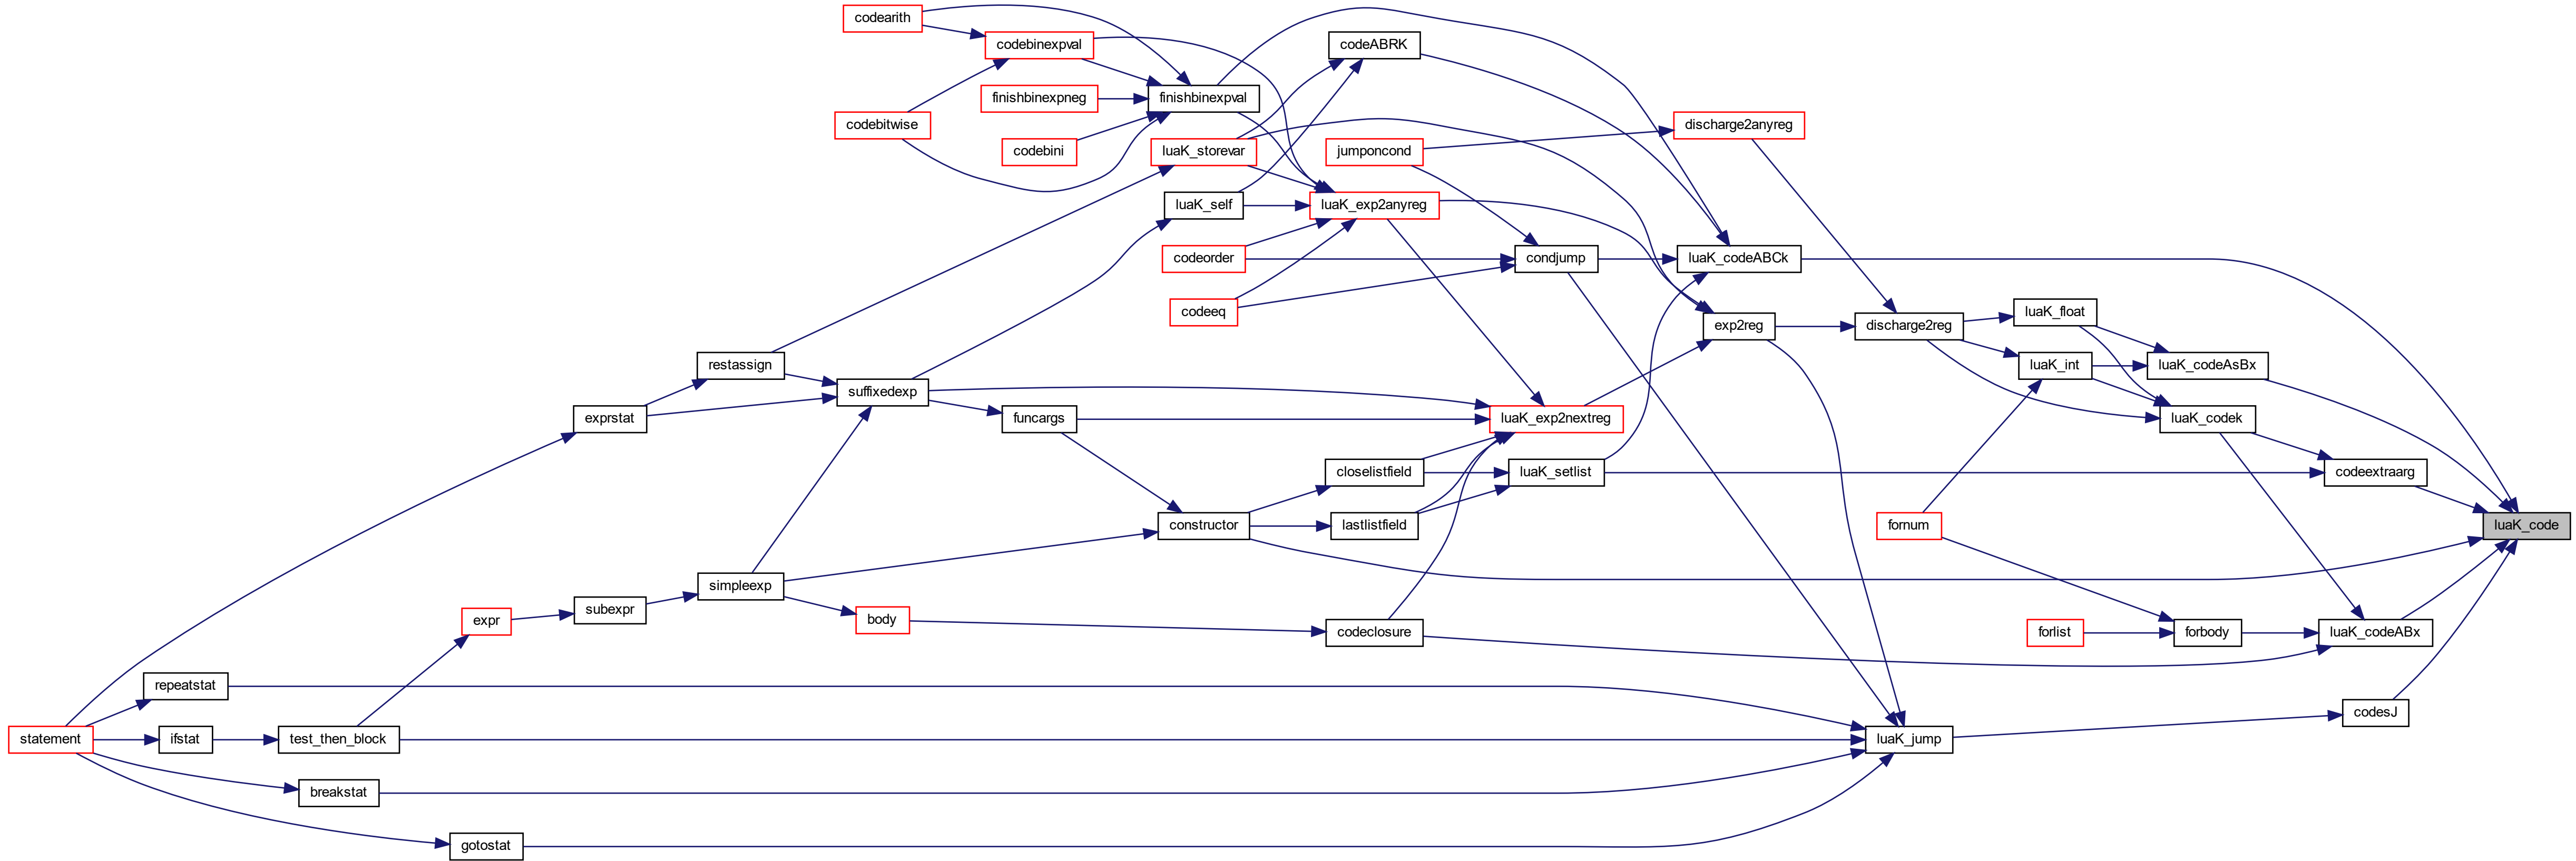 codearith
codebinexpval
codeABRK
finishbinexpneg
finishbinexpval
codebitwise
discharge2anyreg
codebini
luaK_storevar
jumponcond
luaK_self
luaK_exp2anyreg
codeorder
condjump
luaK_codeABCk
codeeq
luaK_float
exp2reg
discharge2reg
restassign
luaK_int
luaK_codeAsBx
suffixedexp
exprstat
funcargs
luaK_exp2nextreg
luaK_codek
closelistfield
luaK_setlist
codeextraarg
constructor
lastlistfield
fornum
luaK_code
simpleexp
subexpr
expr
body
codeclosure
forlist
forbody
luaK_codeABx
repeatstat
codesJ
statement
ifstat
test_then_block
luaK_jump
breakstat
gotostat